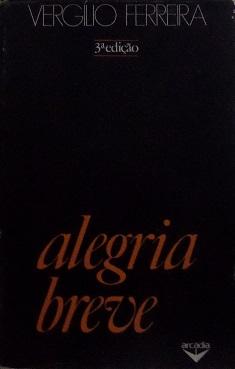 VERGÍLIO FERREIRA
3ª edição
alegria
breve
arcádia